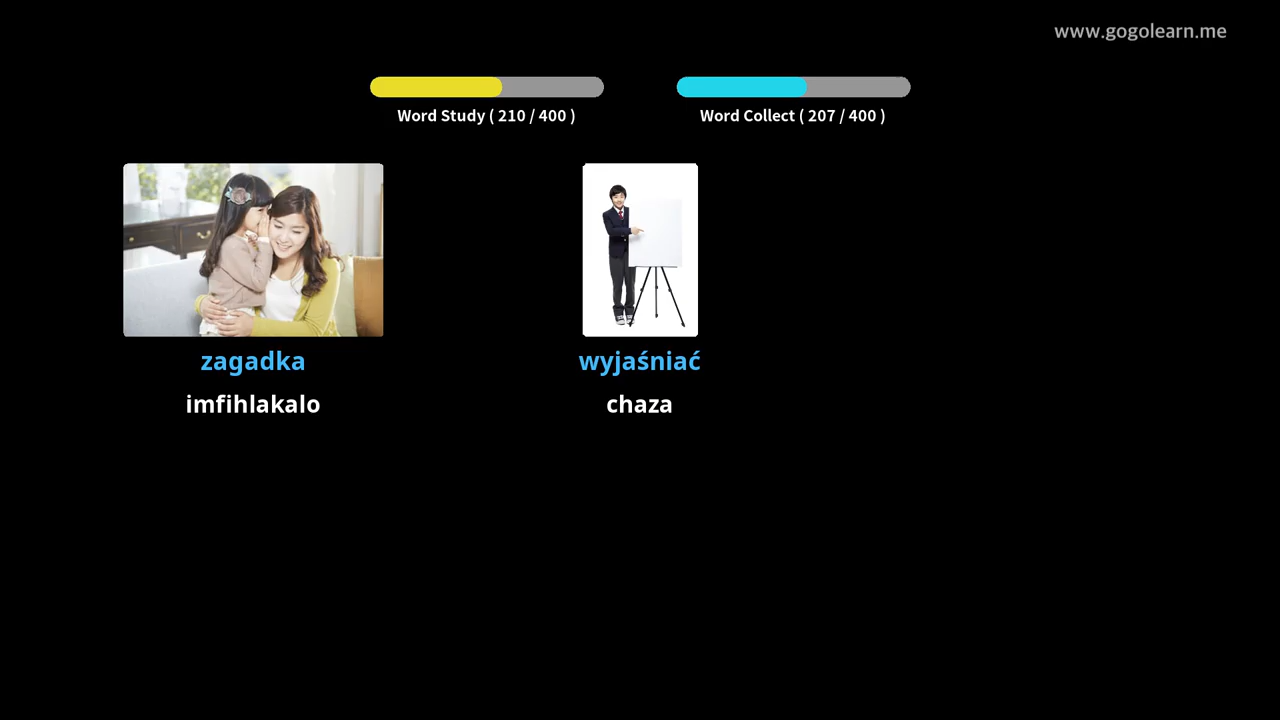 www.gogolearn.me
Word Study ( 210 / 400 )
Word Collect ( 207 / 400 )
zagadka
imfihlakalo
wyjaśniać
chaza